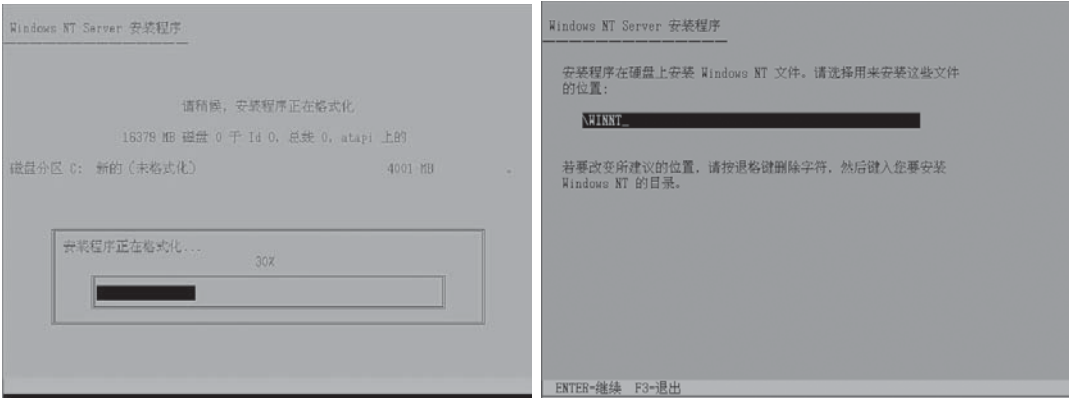 Windows NT Server 安装程序
请稍候，安装程序正在格式化
16379 MB 磁盘 0 于 Id 0，总线 0，atapi 上的
磁盘分区 C: 新的（未格式化） 4001 MB 。
安装程序正在格式化...
30%
Windows NT Server 安装程序
安装程序在硬盘上安装 Windows NT 文件。请选择用来安装这些文件
的位置：
\WINNT_
若要改变所建议的位置，请按退格键删除字符，然后键入您要安装
Windows NT 的目录。
ENTER=继续 F3=退出